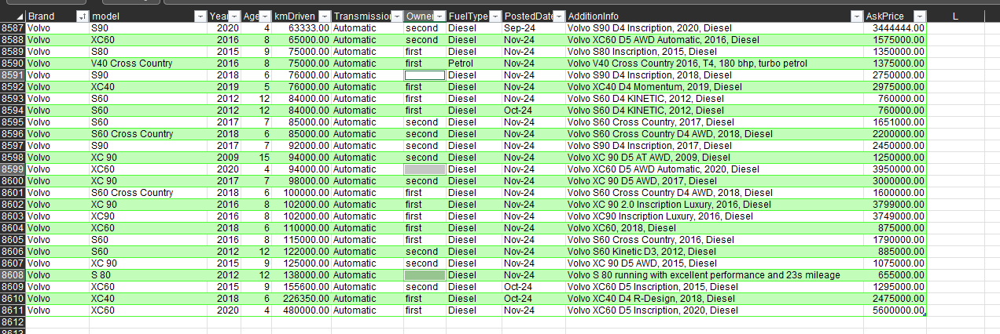 Brand model Year Age kmDriven Transmission Owner FuelType PostedDate AdditionInfo AskPrice L
8587 Volvo S90 2020 4 63333.00 Automatic second Diesel Sep-24 Volvo S90 D4 Inscription, 2020, Diesel 3444444.00
8588 Volvo XC60 2016 8 65000.00 Automatic second Diesel Nov-24 Volvo XC60 D5 AWD Automatic, 2016, Diesel 1575000.00
8589 Volvo S80 2015 9 75000.00 Automatic first Diesel Nov-24 Volvo S80 Inscription, 2015, Diesel 1350000.00
8590 Volvo V40 Cross Country 2016 8 75000.00 Automatic first Petrol Nov-24 Volvo V40 Cross Country 2016, T4, 180 bhp, turbo petrol 1375000.00
8591 Volvo S90 2018 6 76000.00 Automatic Diesel Nov-24 Volvo S90 D4 Inscription, 2018, Diesel 2750000.00
8592 Volvo XC40 2019 5 76000.00 Automatic first Diesel Nov-24 Volvo XC40 D4 Momentum, 2019, Diesel 2975000.00
8593 Volvo S60 2012 12 84000.00 Automatic first Diesel Nov-24 Volvo S60 D4 KINETIC, 2012, Diesel 760000.00
8594 Volvo S60 2012 12 84000.00 Automatic first Diesel Oct-24 Volvo S60 D4 KINETIC, 2012, Diesel 760000.00
8595 Volvo S60 2017 7 85000.00 Automatic second Diesel Nov-24 Volvo S60 Cross Country, 2017, Diesel 1651000.00
8596 Volvo S60 Cross Country 2018 6 85000.00 Automatic second Diesel Nov-24 Volvo S60 Cross Country D4 AWD, 2018, Diesel 2200000.00
8597 Volvo S90 2017 7 92000.00 Automatic second Diesel Nov-24 Volvo S90 D4 Inscription, 2017, Diesel 2450000.00
8598 Volvo XC 90 2009 15 94000.00 Automatic second Diesel Nov-24 Volvo XC 90 D5 AT AWD, 2009, Diesel 1250000.00
8599 Volvo XC60 2020 4 94000.00 Automatic Diesel Nov-24 Volvo XC60 D5 AWD Automatic, 2020, Diesel 3950000.00
8600 Volvo XC 90 2017 7 98000.00 Automatic second Diesel Nov-24 Volvo XC 90 D5 AWD, 2017, Diesel 3000000.00
8601 Volvo S60 Cross Country 2018 6 100000.00 Automatic first Diesel Nov-24 Volvo S60 Cross Country D4 AWD, 2018, Diesel 1600000.00
8602 Volvo XC 90 2016 8 102000.00 Automatic first Diesel Nov-24 Volvo XC 90 2.0 Inscription Luxury, 2016, Diesel 3799000.00
8603 Volvo XC90 2016 8 102000.00 Automatic first Diesel Nov-24 Volvo XC90 Inscription Luxury, 2016, Diesel 3749000.00
8604 Volvo XC60 2018 6 110000.00 Automatic first Diesel Nov-24 Volvo XC60, 2018, Diesel 875000.00
8605 Volvo S60 2016 8 115000.00 Automatic first Diesel Nov-24 Volvo S60 Cross Country, 2016, Diesel 1790000.00
8606 Volvo S60 2012 12 122000.00 Automatic second Diesel Nov-24 Volvo S60 Kinetic D3, 2012, Diesel 885000.00
8607 Volvo XC 90 2015 9 125000.00 Automatic second Diesel Nov-24 Volvo XC 90 D5 AWD, 2015, Diesel 1075000.00
8608 Volvo S 80 2012 12 138000.00 Automatic Diesel Nov-24 Volvo S 80 running with excellent performance and 23s mileage 655000.00
8609 Volvo XC60 2015 9 155600.00 Automatic second Diesel Oct-24 Volvo XC60 D5 Inscription, 2015, Diesel 1295000.00
8610 Volvo XC40 2018 6 226350.00 Automatic first Diesel Oct-24 Volvo XC40 D4 R-Design, 2018, Diesel 2475000.00
8611 Volvo XC60 2020 4 480000.00 Automatic first Diesel Nov-24 Volvo XC60 D5 Inscription, 2020, Diesel 5600000.00
8612